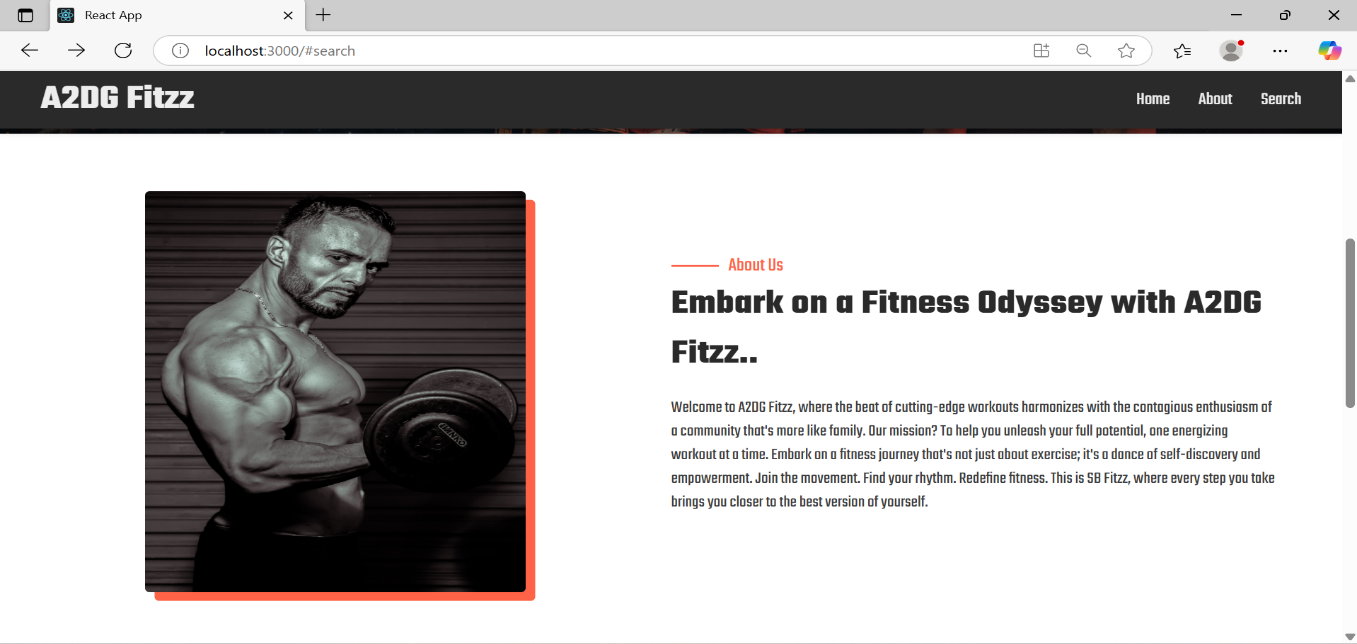 React App
localhost:3000/#search
A2DG Fitzz
Home About Search
About Us
Embark on a Fitness Odyssey with A2DG
Fitzz..
Welcome to A2DG Fitzz, where the beat of cutting-edge workouts harmonizes with the contagious enthusiasm of
a community that's more like family. Our mission? To help you unleash your full potential, one energizing
workout at a time. Embark on a fitness journey that's not just about exercise; it's a dance of self-discovery and
empowerment. Join the movement. Find your rhythm. Redefine fitness. This is SB Fitzz, where every step you take
brings you closer to the best version of yourself.